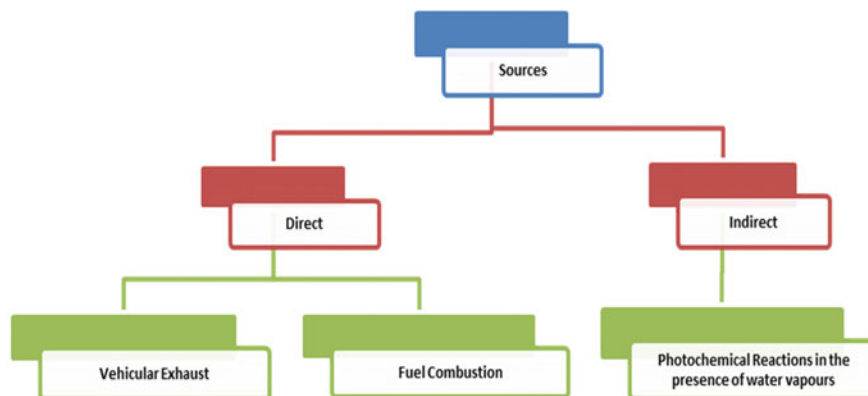 Sources
Direct
Indirect
Vehicular Exhaust
Fuel Combustion
Photochemical Reactions in the
presence of water vapours